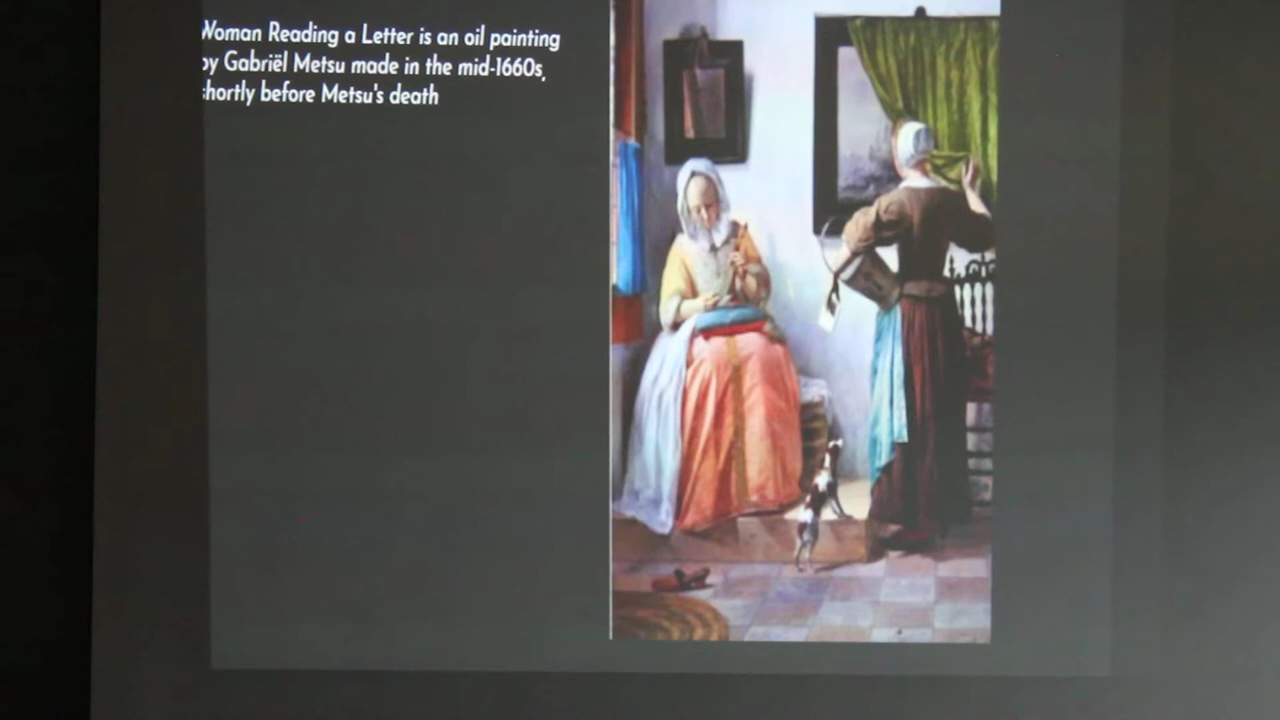 Woman Reading a Letter is an oil painting
by Gabriël Metsu made in the mid-1660s,
shortly before Metsu's death